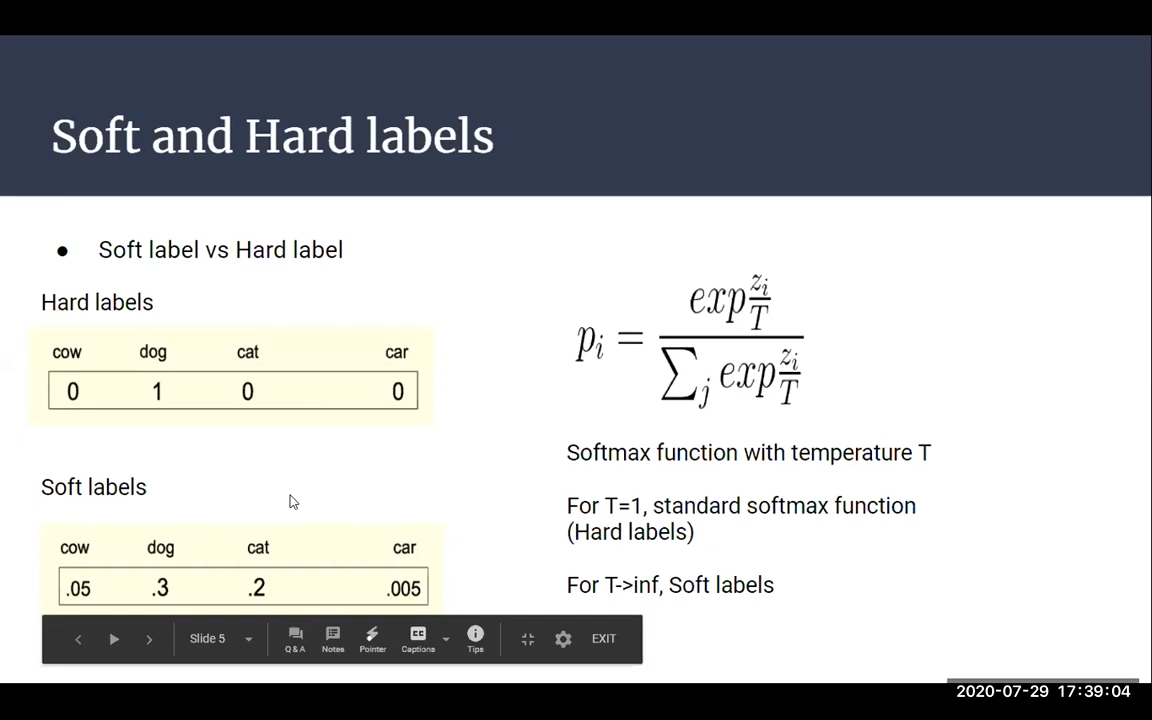 Soft and Hard labels
● Soft label vs Hard label
Hard labels
cow dog cat car
0 1 0 0
Soft labels
cow dog cat car
.05 .3 .2 .005
p_i = exp z_i/T / ∑_j exp z_i/T
Softmax function with temperature T
For T=1, standard softmax function
(Hard labels)
For T->inf, Soft labels
Slide 5 Q & A Notes Pointer CC Captions Tips EXIT
2020-07-29 17:39:04